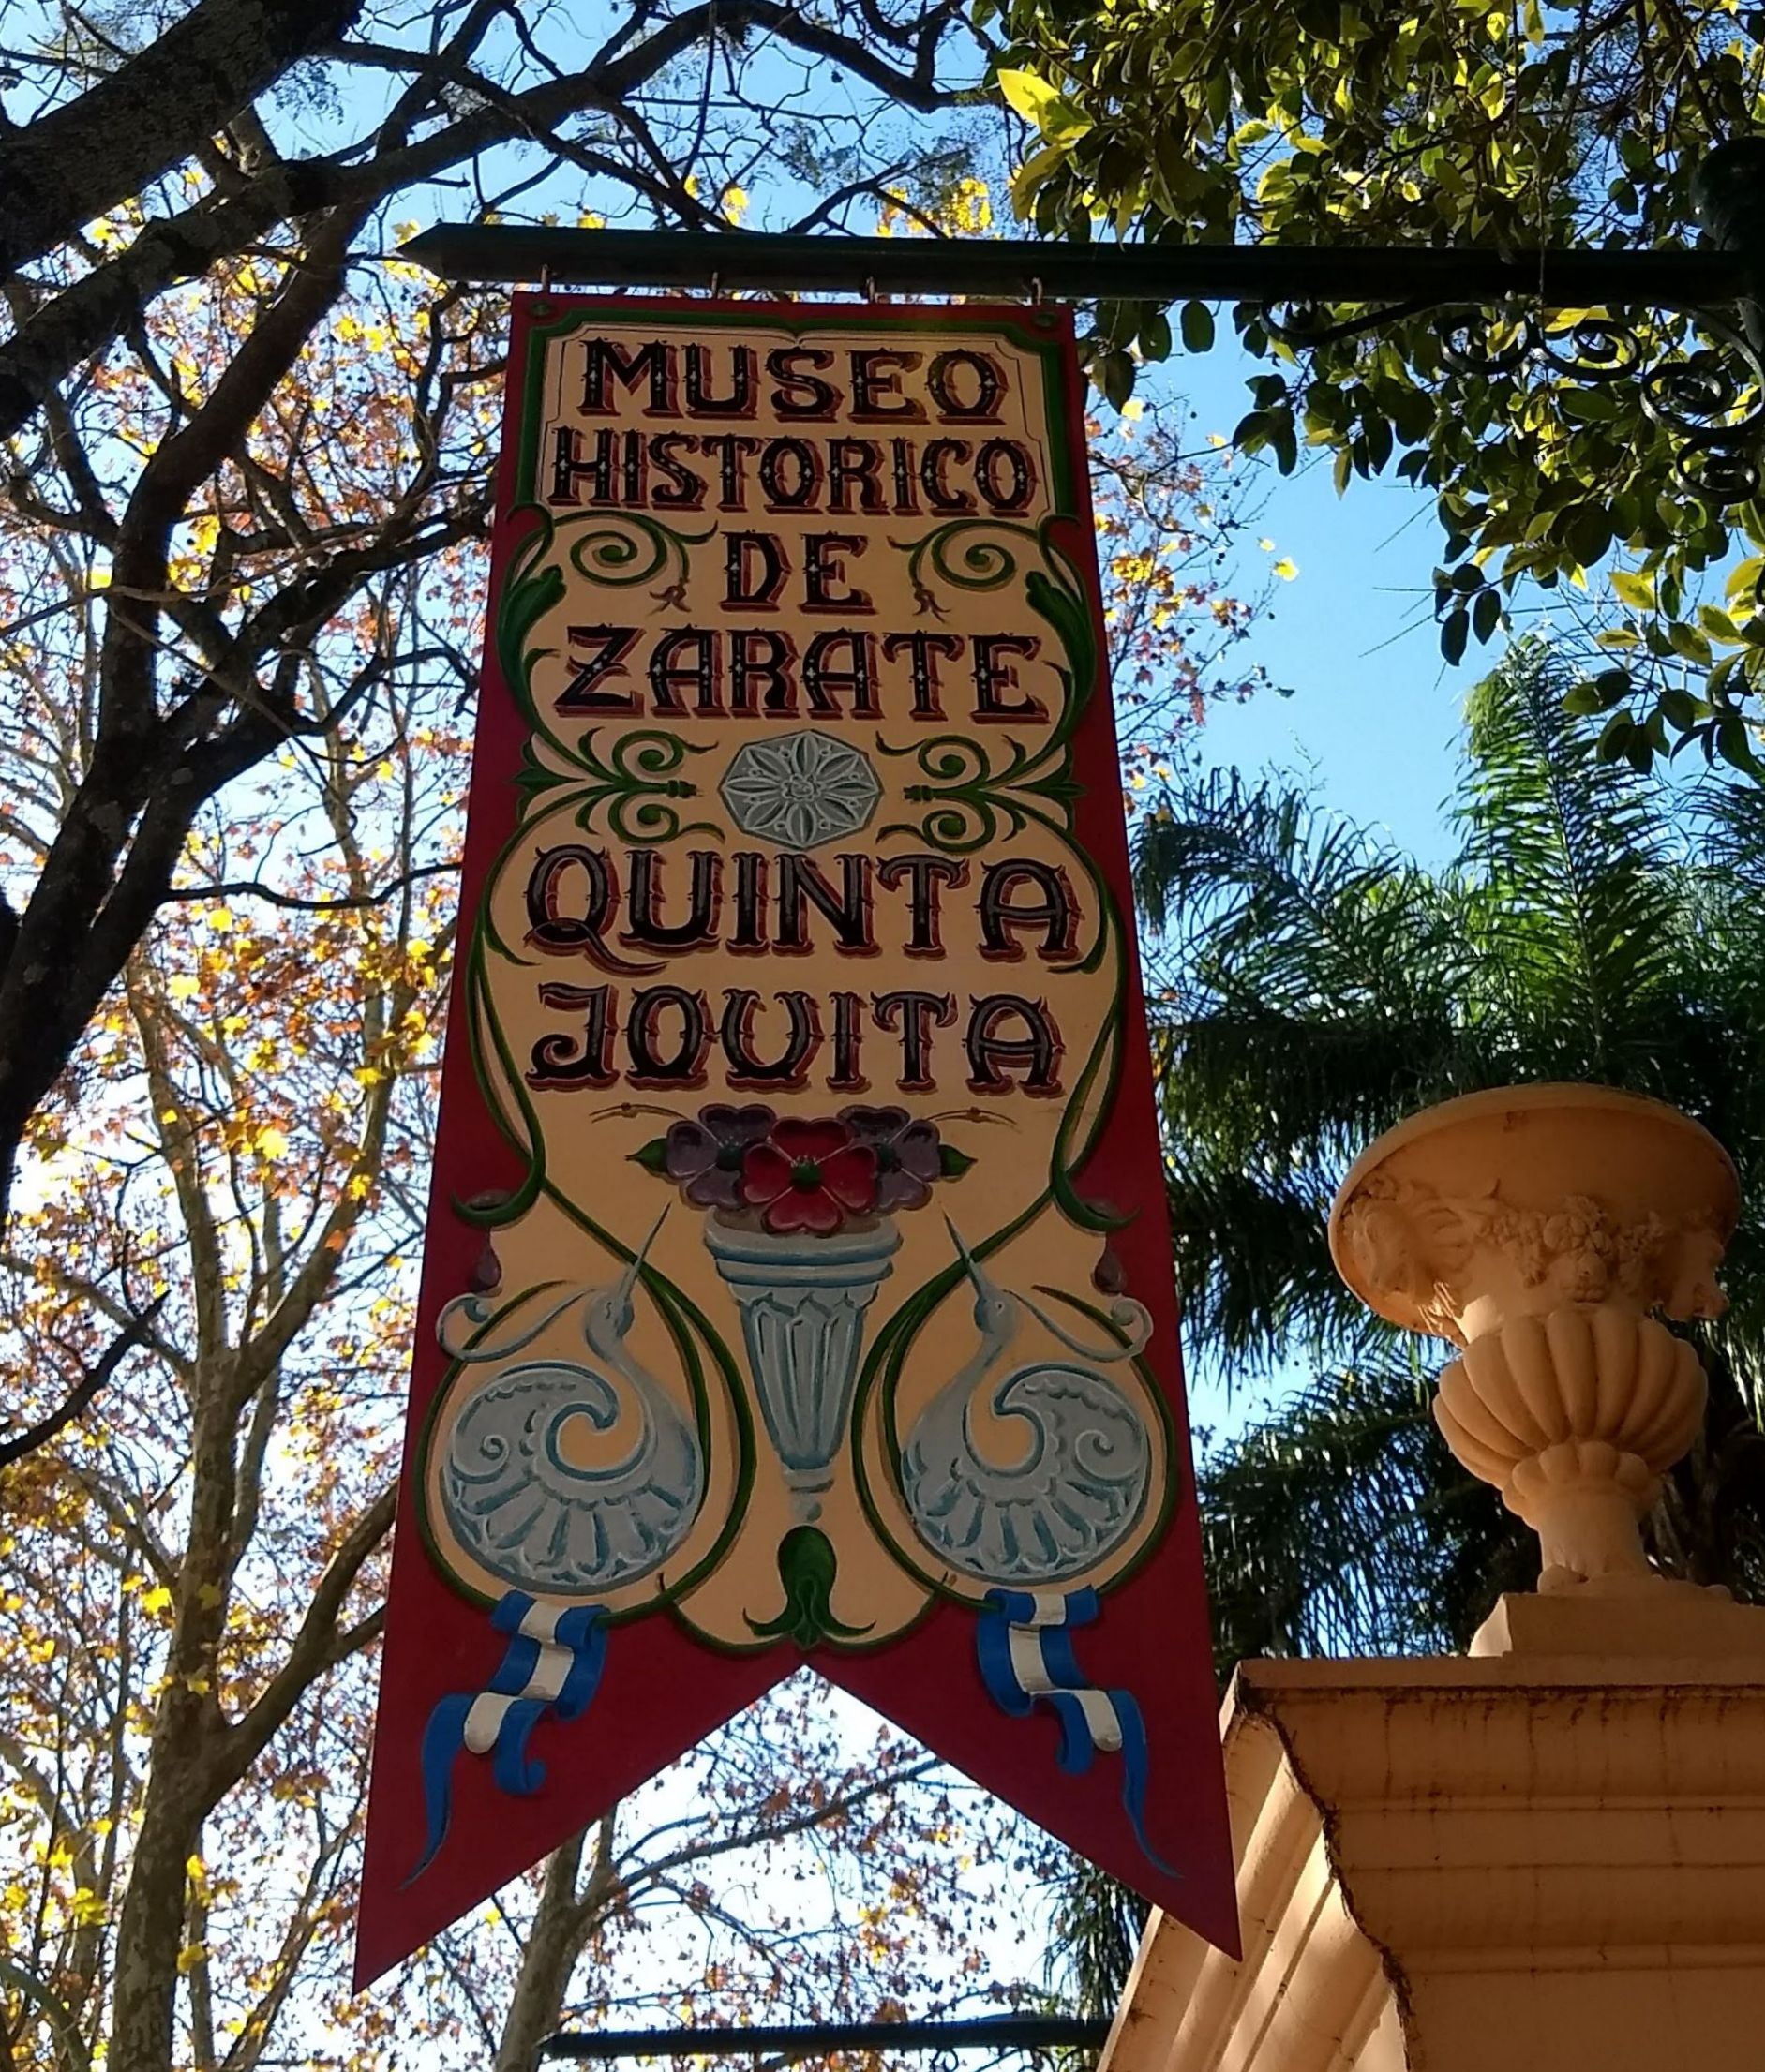 MUSEO
HISTORICO
DE
ZARATE
QUINTA
JOVITA